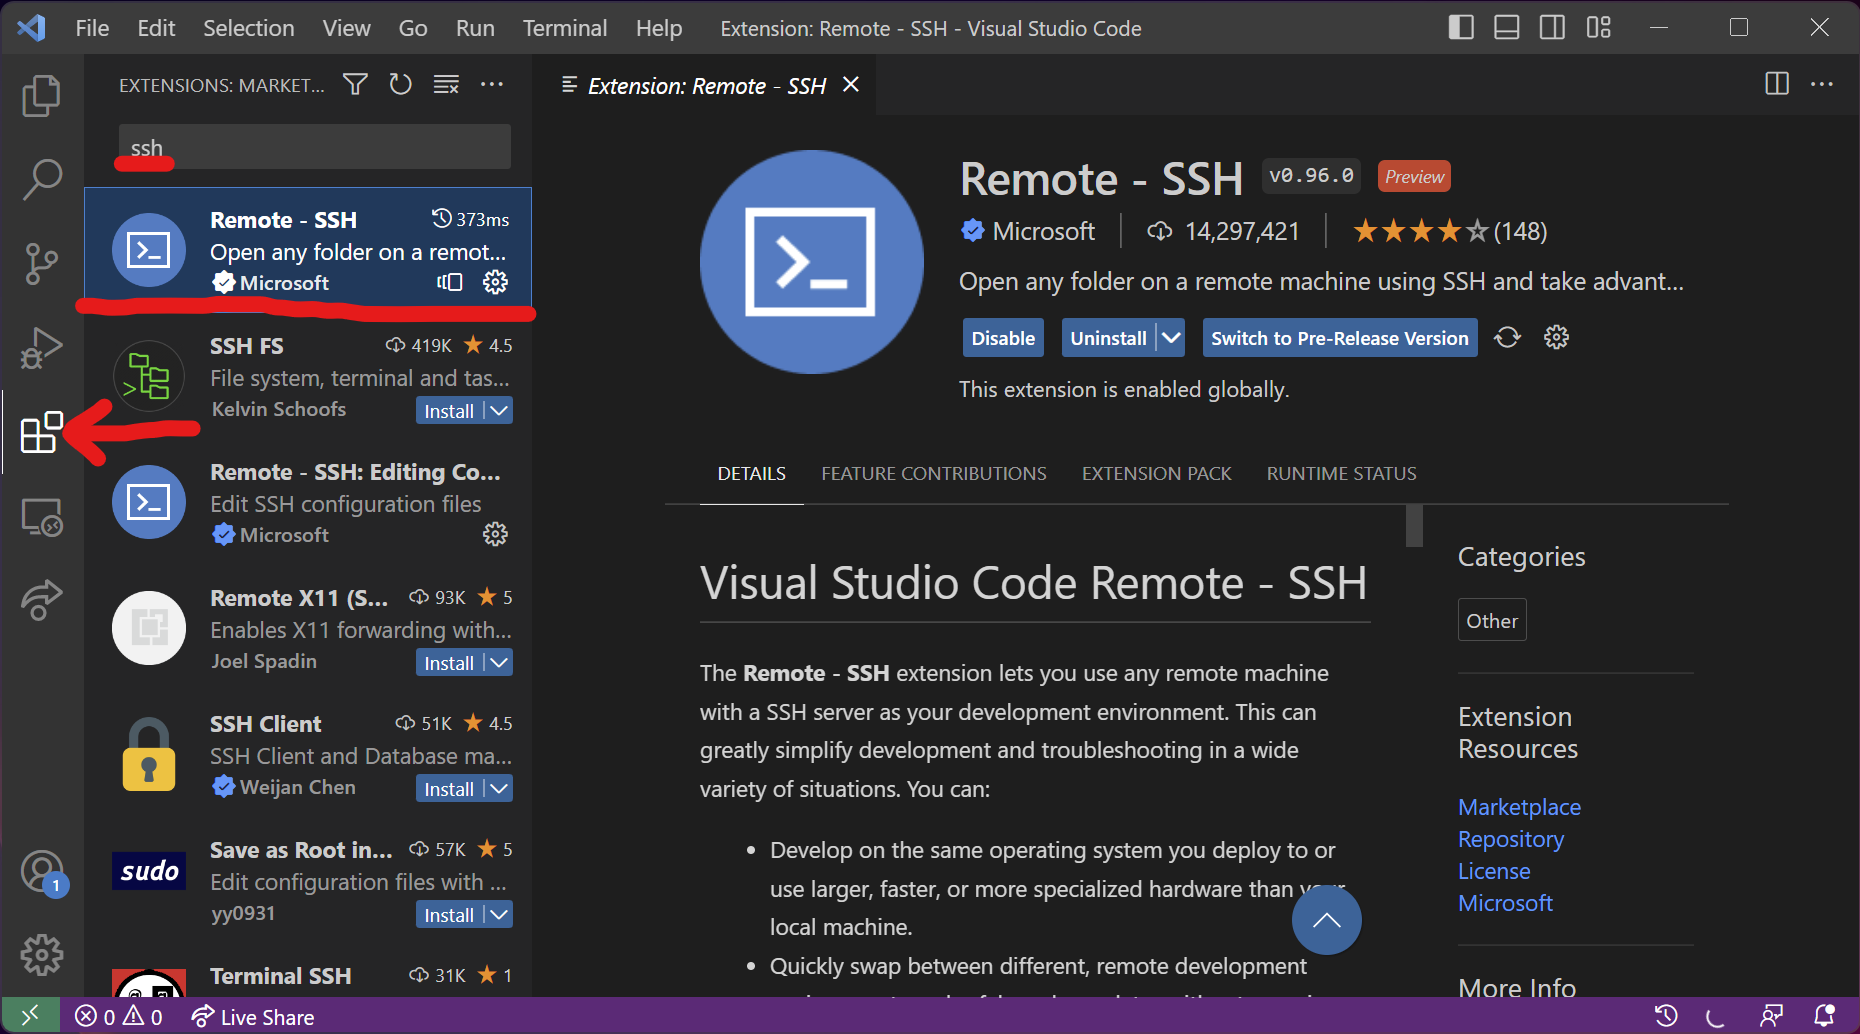 File Edit Selection View Go Run Terminal Help Extension: Remote - SSH - Visual Studio Code
EXTENSIONS: MARKET...
ssh
Remote - SSH 373ms
Open any folder on a remot...
Microsoft
SSH FS 419K 4.5
File system, terminal and tas...
Kelvin Schoofs Install
Remote - SSH: Editing Co...
Edit SSH configuration files
Microsoft
Remote X11 (S... 93K 5
Enables X11 forwarding with...
Joel Spadin Install
SSH Client 51K 4.5
SSH Client and Database ma...
Weijan Chen Install
sudo
Save as Root in... 57K 5
Edit configuration files with ...
yy0931 Install
Terminal SSH 31K 1
Extension: Remote - SSH
Remote - SSH v0.96.0 Preview
Microsoft 14,297,421 (148)
Open any folder on a remote machine using SSH and take advant...
Disable Uninstall Switch to Pre-Release Version
This extension is enabled globally.
DETAILS FEATURE CONTRIBUTIONS EXTENSION PACK RUNTIME STATUS
Visual Studio Code Remote - SSH
The Remote - SSH extension lets you use any remote machine
with a SSH server as your development environment. This can
greatly simplify development and troubleshooting in a wide
variety of situations. You can:
• Develop on the same operating system you deploy to or
use larger, faster, or more specialized hardware than your
local machine.
• Quickly swap between different, remote development
Categories
Other
Extension
Resources
Marketplace
Repository
License
Microsoft
More Info
1
0 0 Live Share